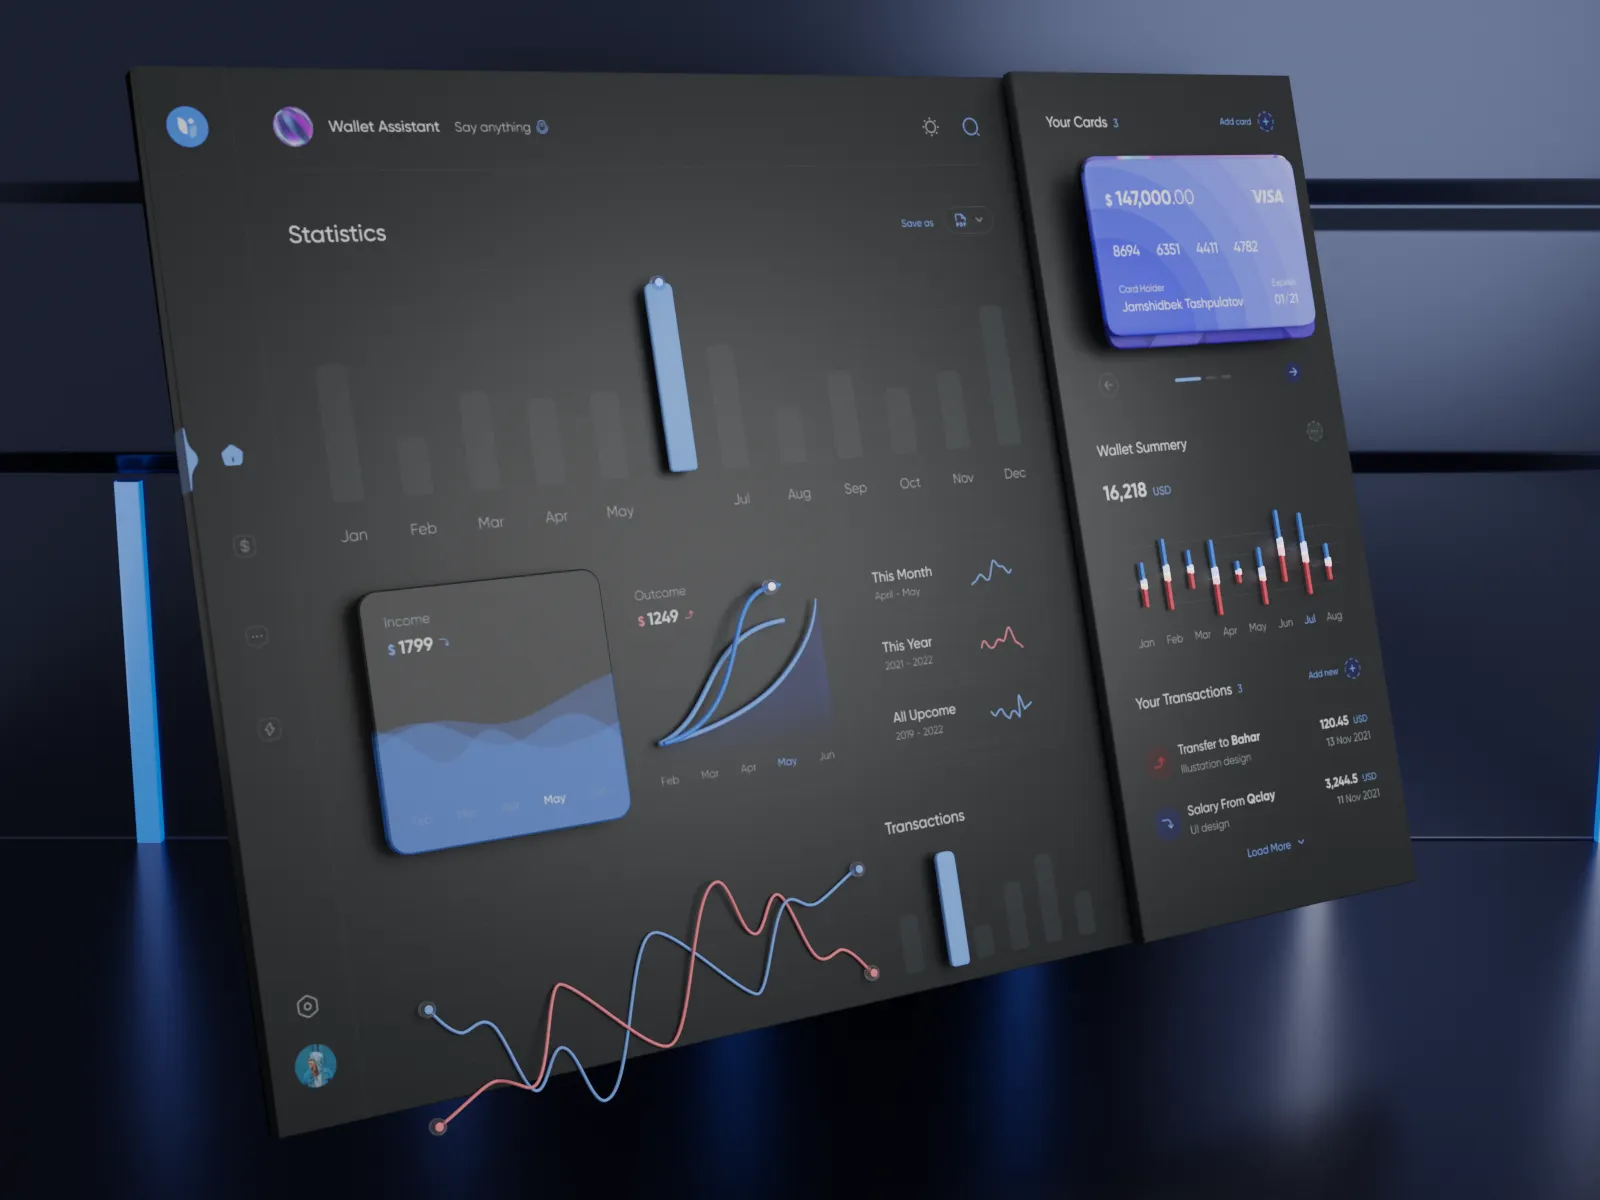 Wallet Assistant Say anything
Statistics
Save as PDF
Jan Feb Mar Apr May Jul Aug Sep Oct Nov Dec
Income
$ 1799
May
Outcome
$ 1249
Feb Mar Apr May Jun
This Month
April - May
This Year
2021 - 2022
All Upcome
2019 - 2022
Transactions
Your Cards 3
Add card
$ 147,000.00 VISA
8694 6351 4411 4782
Card Holder
Jamshidbek Tashpulatov
Expires
01/21
Wallet Summery
16,218 USD
Jan Feb Mar Apr May Jun Jul Aug
Your Transactions 3
Add new
Transfer to Bahar
Illustation design
120.45 USD
13 Nov 2021
Salary From Qclay
UI design
3,244.5 USD
11 Nov 2021
Load More